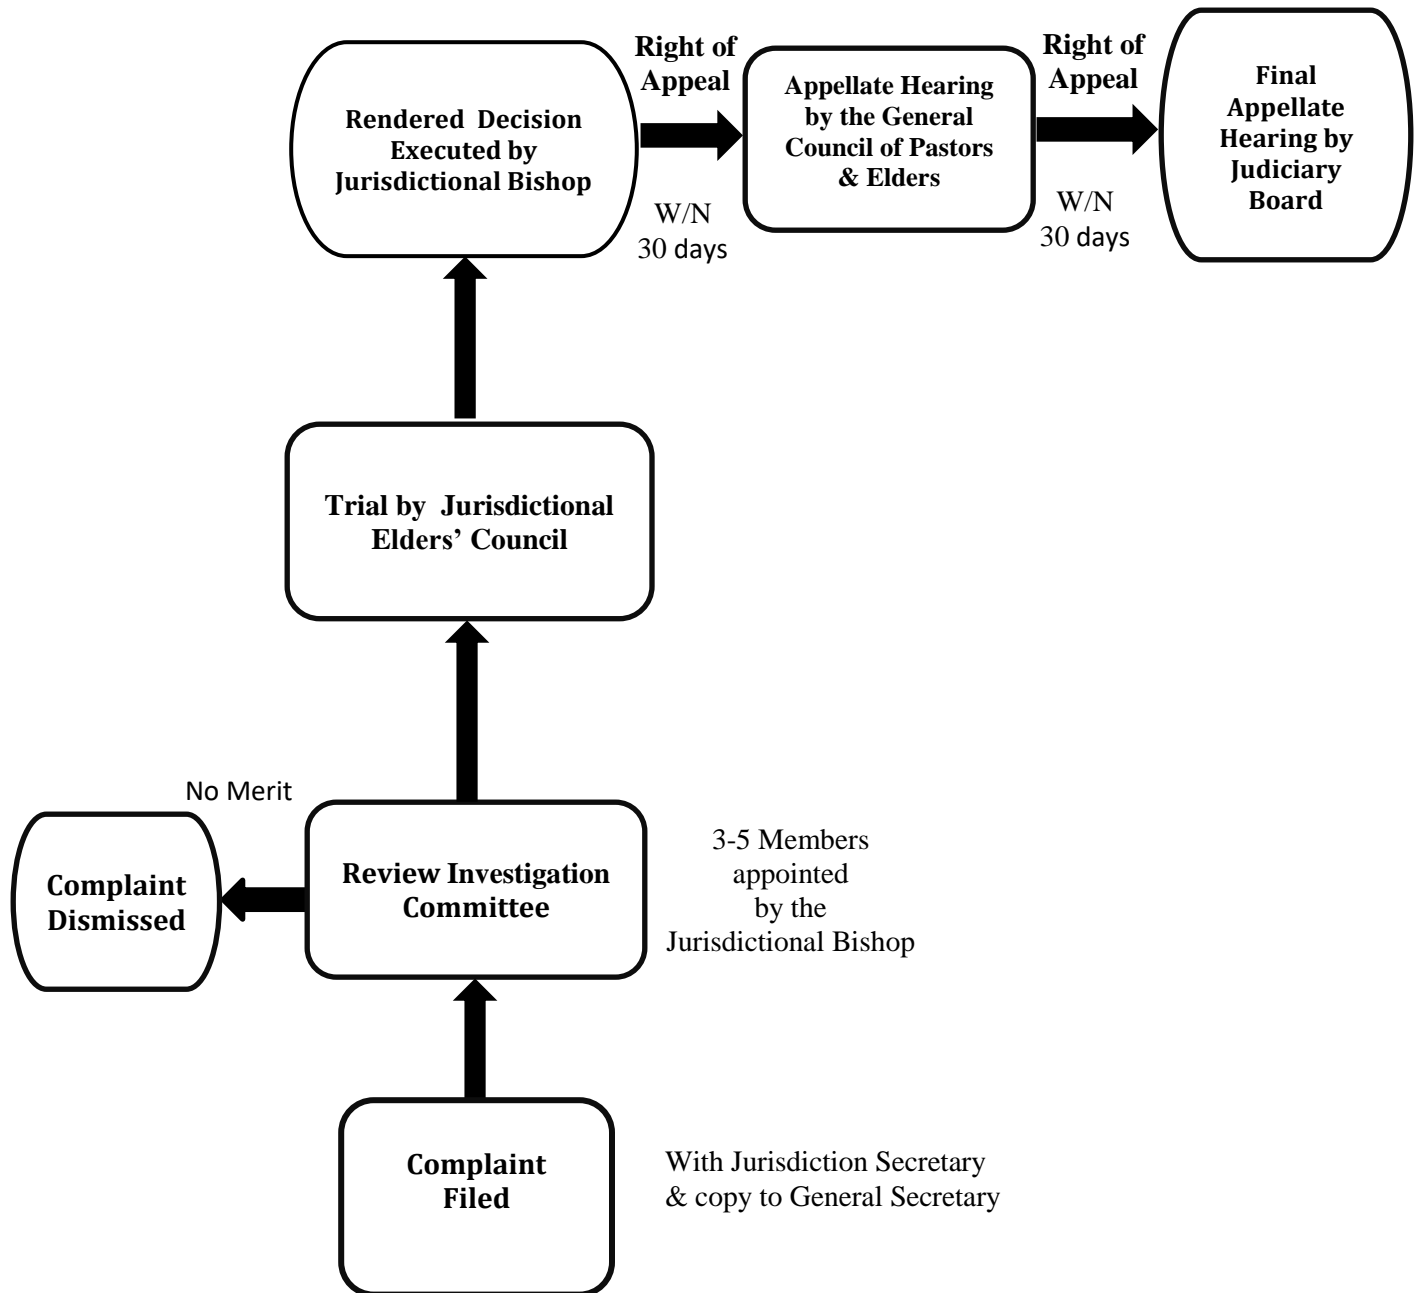 Rendered Decision
Executed by
Jurisdictional Bishop
Right of
Appeal
W/N
30 days
Appellate Hearing
by the General
Council of Pastors
& Elders
Right of
Appeal
W/N
30 days
Final
Appellate
Hearing by
Judiciary
Board
Trial by Jurisdictional
Elders’ Council
No Merit
Complaint
Dismissed
Review Investigation
Committee
3-5 Members
appointed
by the
Jurisdictional Bishop
Complaint
Filed
With Jurisdiction Secretary
& copy to General Secretary